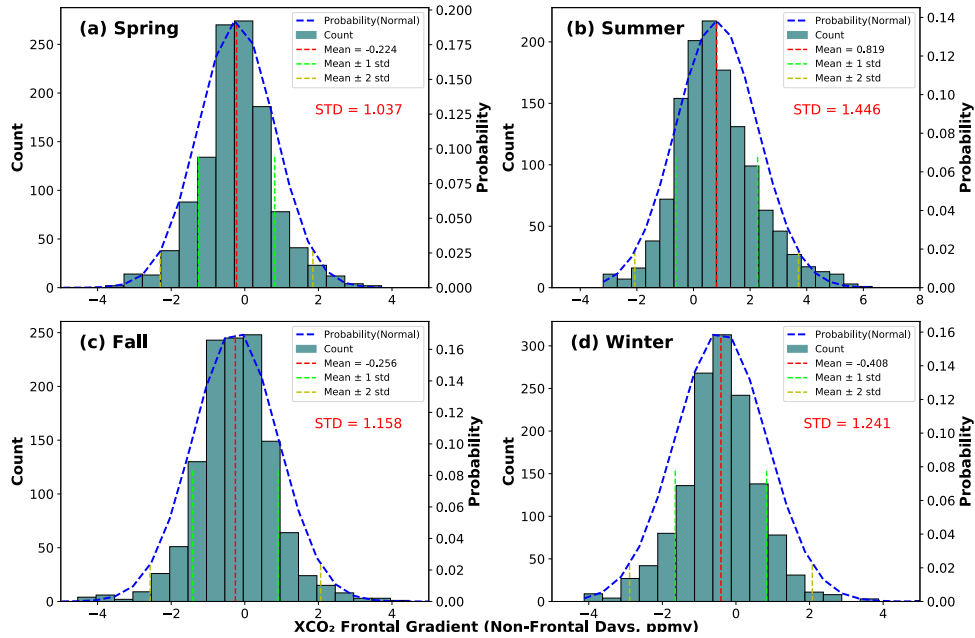 (a) Spring
Probability(Normal)
Count
Mean = -0.224
Mean ± 1 std
Mean ± 2 std
STD = 1.037
Count
Probability
0
50
100
150
200
250
0.000
0.025
0.050
0.075
0.100
0.125
0.150
0.175
0.200
−4
−2
0
2
4
(b) Summer
Probability(Normal)
Count
Mean = 0.819
Mean ± 1 std
Mean ± 2 std
STD = 1.446
Count
Probability
0
50
100
150
200
0.00
0.02
0.04
0.06
0.08
0.10
0.12
0.14
−4
−2
0
2
4
6
8
(c) Fall
Probability(Normal)
Count
Mean = -0.256
Mean ± 1 std
Mean ± 2 std
STD = 1.158
Count
Probability
0
50
100
150
200
250
0.00
0.02
0.04
0.06
0.08
0.10
0.12
0.14
0.16
−4
−2
0
2
4
(d) Winter
Probability(Normal)
Count
Mean = -0.408
Mean ± 1 std
Mean ± 2 std
STD = 1.241
Count
Probability
0
50
100
150
200
250
300
0.00
0.02
0.04
0.06
0.08
0.10
0.12
0.14
0.16
−4
−2
0
2
4
XCO₂ Frontal Gradient (Non-Frontal Days, ppmv)